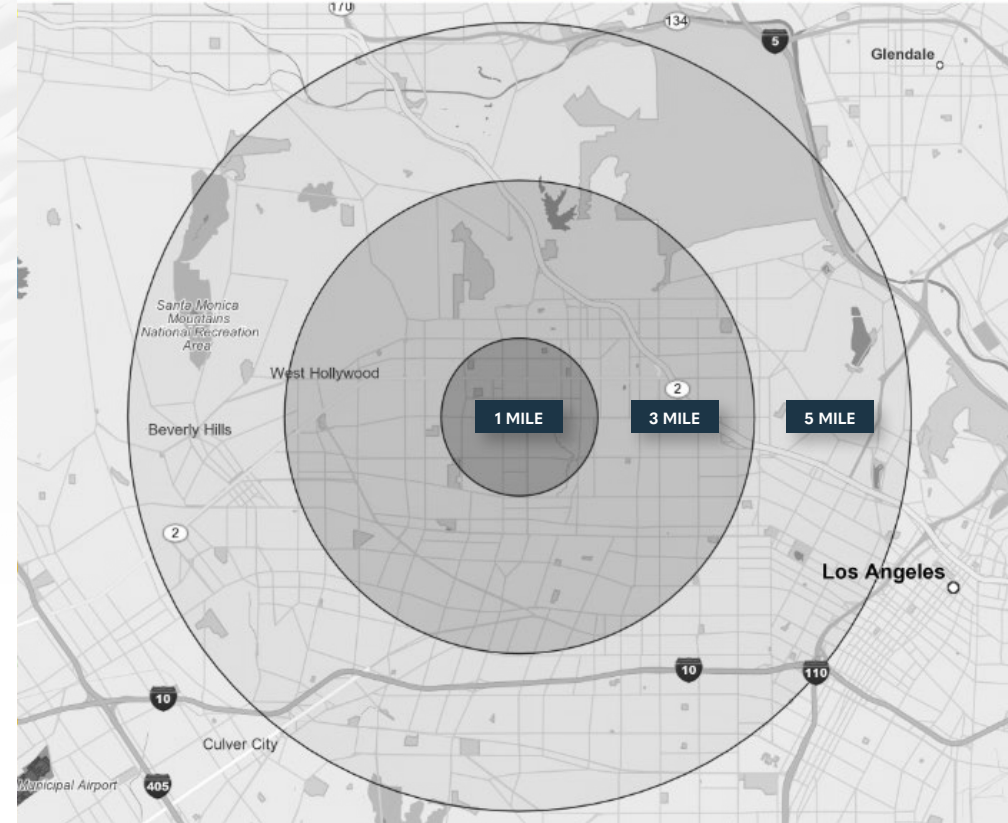 170
134
5
Glendale
Santa Monica
Mountains
National Recreation
Area
West Hollywood
2
Beverly Hills
1 MILE
3 MILE
5 MILE
2
Los Angeles
10
110
10
Culver City
Municipal Airport
405